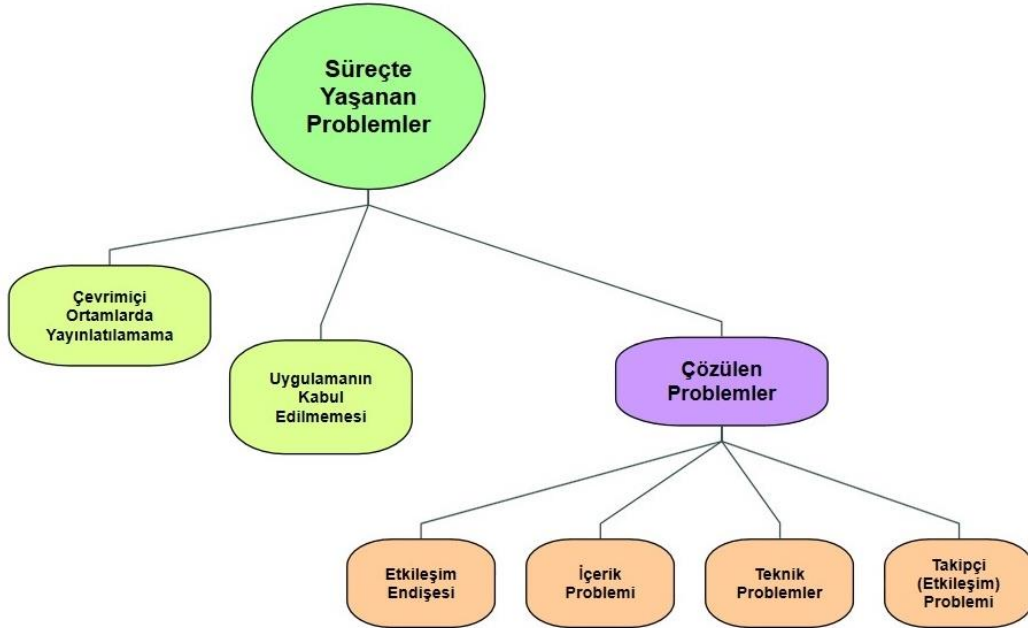 Süreçte
Yaşanan
Problemler
Çevrimiçi
Ortamlarda
Yayınlatılamama
Uygulamanın
Kabul
Edilmemesi
Çözülen
Problemler
Etkileşim
Endişesi
İçerik
Problemi
Teknik
Problemler
Takipçi
(Etkileşim)
Problemi